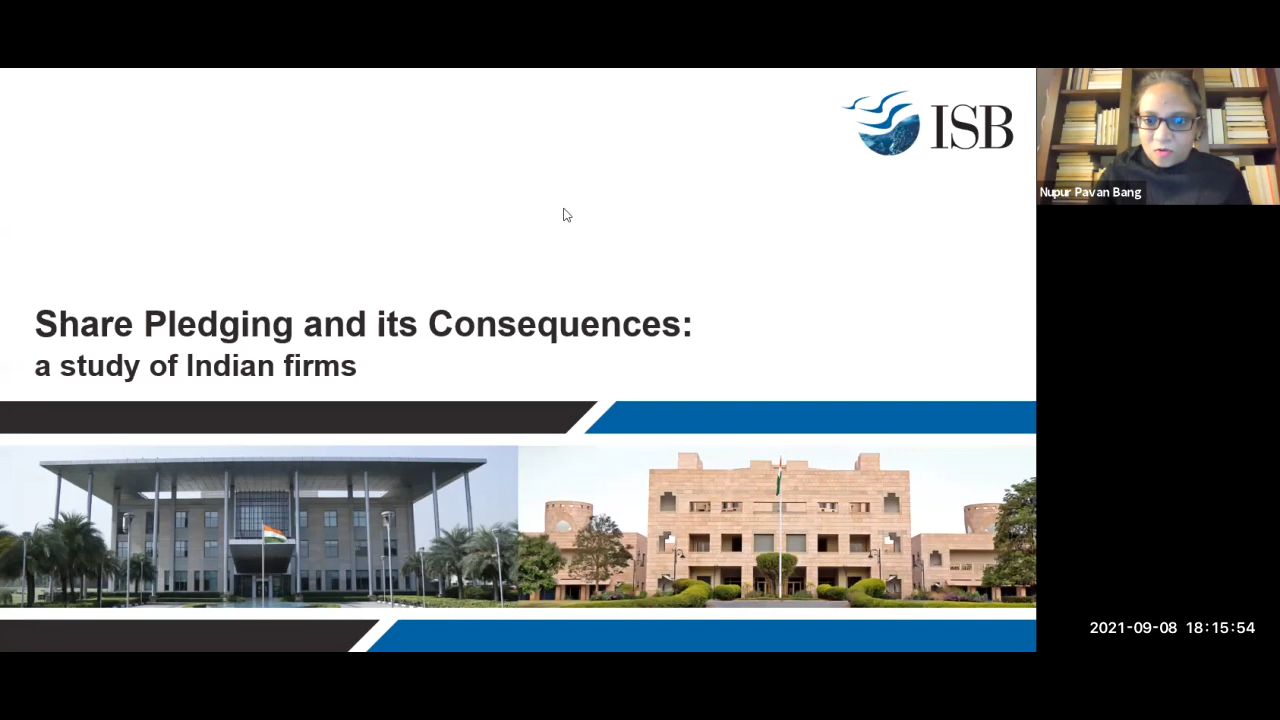 ISB
Nupur Pavan Bang
Share Pledging and its Consequences:
a study of Indian firms
2021-09-08 18:15:54